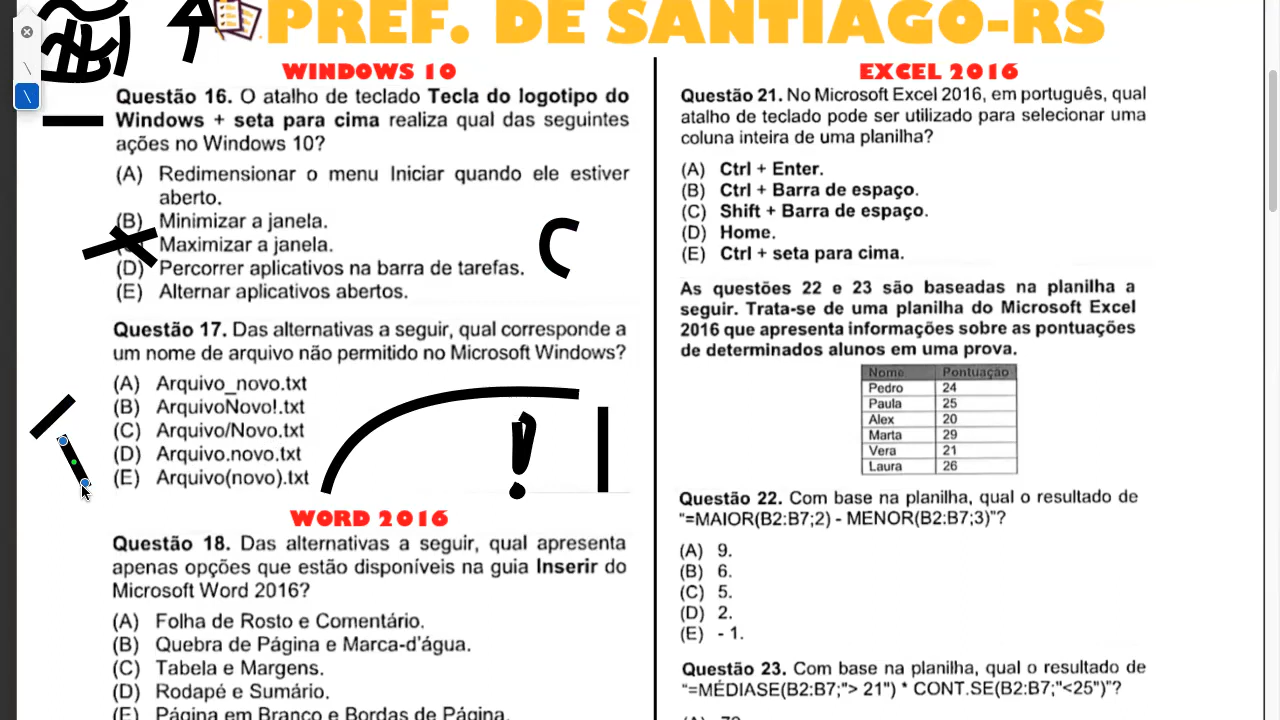 PREF. DE SANTIAGO-RS
WINDOWS 10
Questão 16. O atalho de teclado Tecla do logotipo do
Windows + seta para cima realiza qual das seguintes
ações no Windows 10?
(A) Redimensionar o menu Iniciar quando ele estiver
aberto.
(B) Minimizar a janela.
Maximizar a janela.
(D) Percorrer aplicativos na barra de tarefas.
(E) Alternar aplicativos abertos.
C
Questão 17. Das alternativas a seguir, qual corresponde a
um nome de arquivo não permitido no Microsoft Windows?
(A) Arquivo_novo.txt
(B) ArquivoNovo!.txt
(C) Arquivo/Novo.txt
(D) Arquivo.novo.txt
(E) Arquivo(novo).txt
!
WORD 2016
Questão 18. Das alternativas a seguir, qual apresenta
apenas opções que estão disponíveis na guia Inserir do
Microsoft Word 2016?
(A) Folha de Rosto e Comentário.
(B) Quebra de Página e Marca-d'água.
(C) Tabela e Margens.
(D) Rodapé e Sumário.
(E) Página em Branco e Bordas de Página.
EXCEL 2016
Questão 21. No Microsoft Excel 2016, em português, qual
atalho de teclado pode ser utilizado para selecionar uma
coluna inteira de uma planilha?
(A) Ctrl + Enter.
(B) Ctrl + Barra de espaço.
(C) Shift + Barra de espaço.
(D) Home.
(E) Ctrl + seta para cima.
As questões 22 e 23 são baseadas na planilha a
seguir. Trata-se de uma planilha do Microsoft Excel
2016 que apresenta informações sobre as pontuações
de determinados alunos em uma prova.
Nome Pontuação
Pedro 24
Paula 25
Alex 20
Marta 29
Vera 21
Laura 26
Questão 22. Com base na planilha, qual o resultado de
“=MAIOR(B2:B7;2) - MENOR(B2:B7;3)”?
(A) 9.
(B) 6.
(C) 5.
(D) 2.
(E) - 1.
Questão 23. Com base na planilha, qual o resultado de
“=MÉDIASE(B2:B7;"> 21") * CONT.SE(B2:B7;"<25")”?